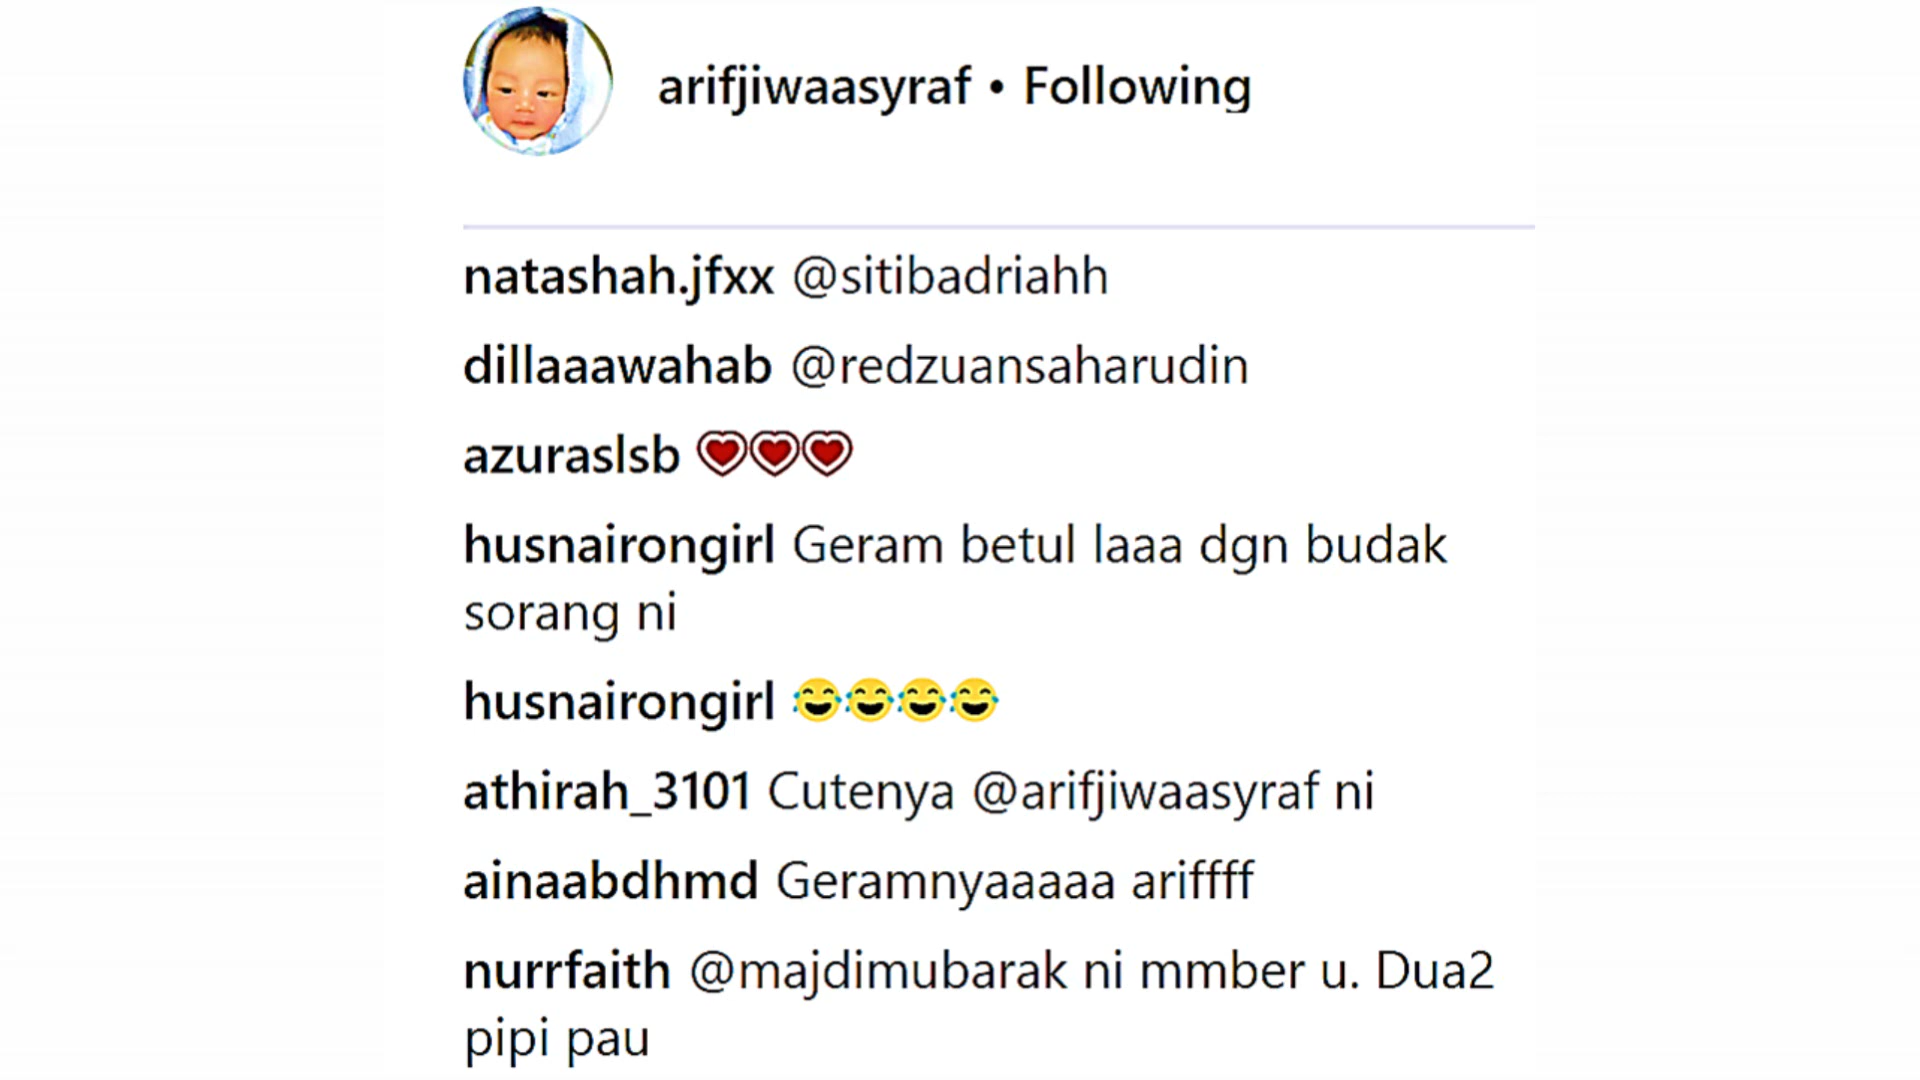 arifjiwaasyraf • Following
natashah.jfxx @sitibadriahh
dillaaawahab @redzuansaharudin
azuraslsb 💗💗💗
husnairongirl Geram betul laaa dgn budak
sorang ni
husnairongirl 😂😂😂😂
athirah_3101 Cutenya @arifjiwaasyraf ni
ainaabdhmd Geramnyaaaaa ariffff
nurrfaith @majdimubarak ni mmber u. Dua2
pipi pau